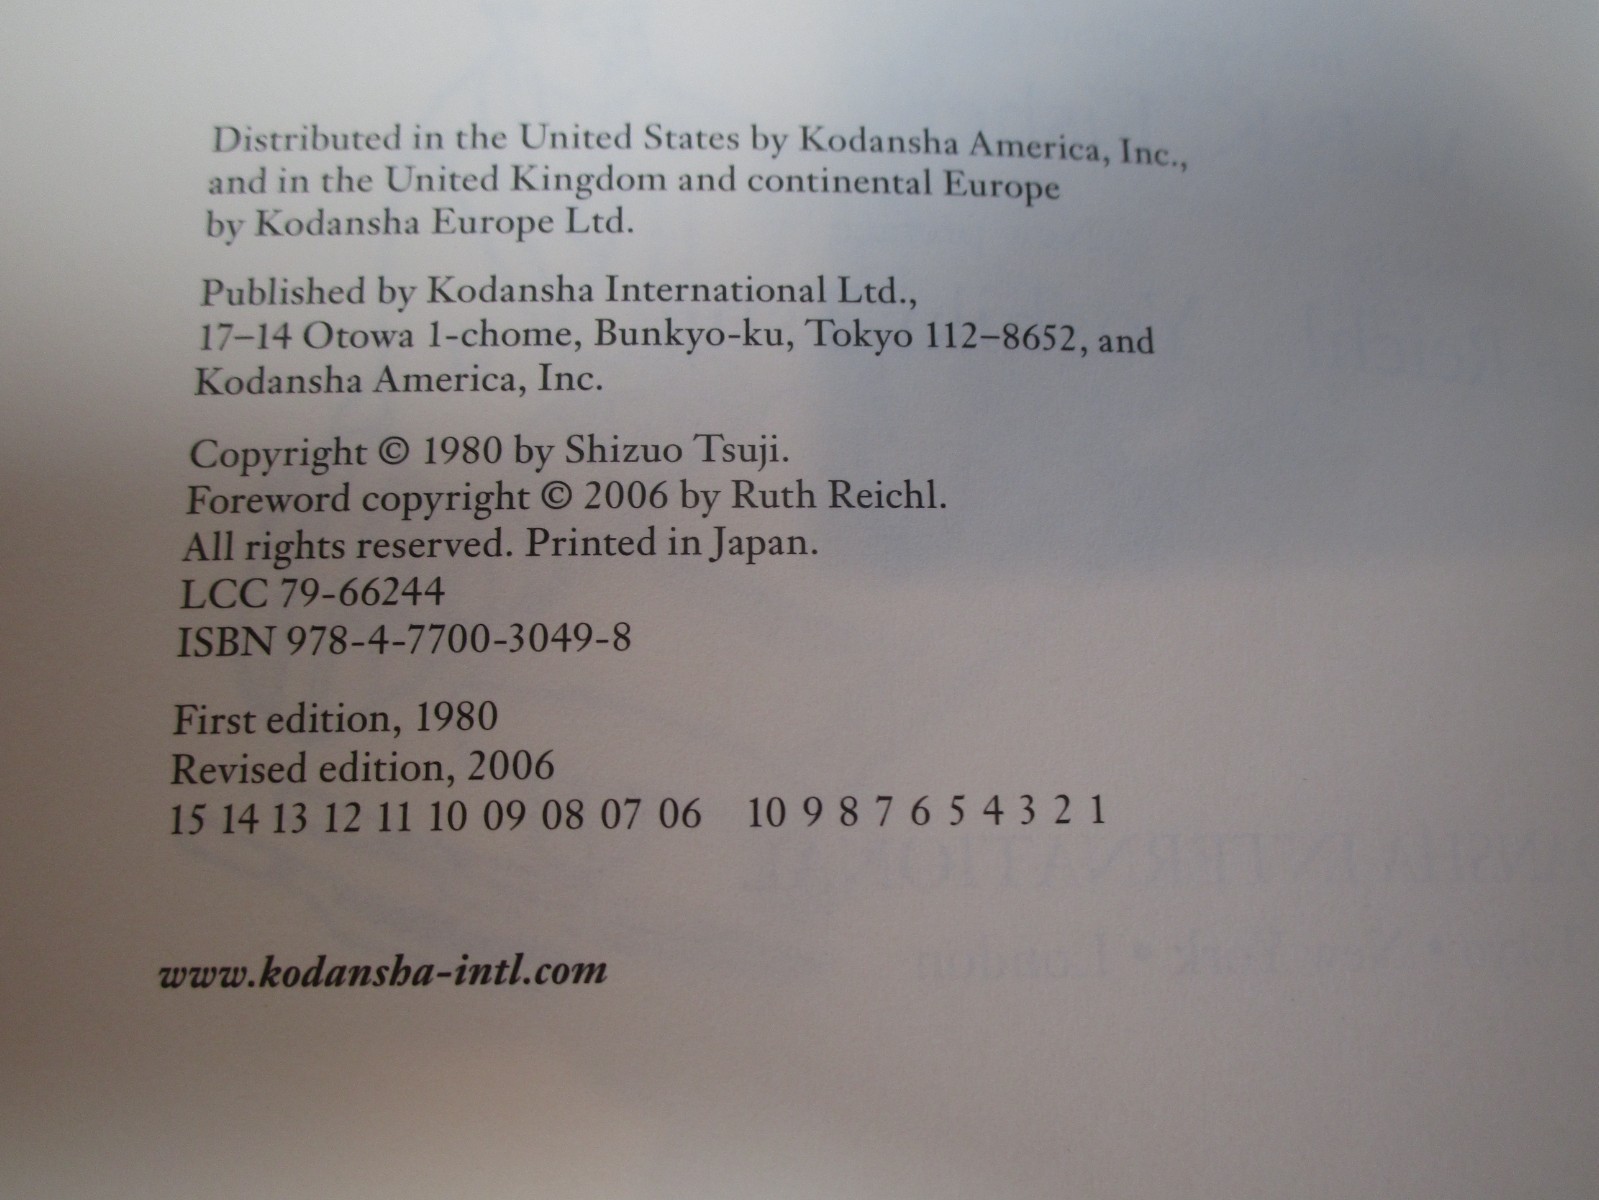 Distributed in the United States by Kodansha America, Inc.,
and in the United Kingdom and continental Europe
by Kodansha Europe Ltd.
Published by Kodansha International Ltd.,
17–14 Otowa 1-chome, Bunkyo-ku, Tokyo 112–8652, and
Kodansha America, Inc.
Copyright © 1980 by Shizuo Tsuji.
Foreword copyright © 2006 by Ruth Reichl.
All rights reserved. Printed in Japan.
LCC 79-66244
ISBN 978-4-7700-3049-8
First edition, 1980
Revised edition, 2006
15 14 13 12 11 10 09 08 07 06 10 9 8 7 6 5 4 3 2 1
www.kodansha-intl.com